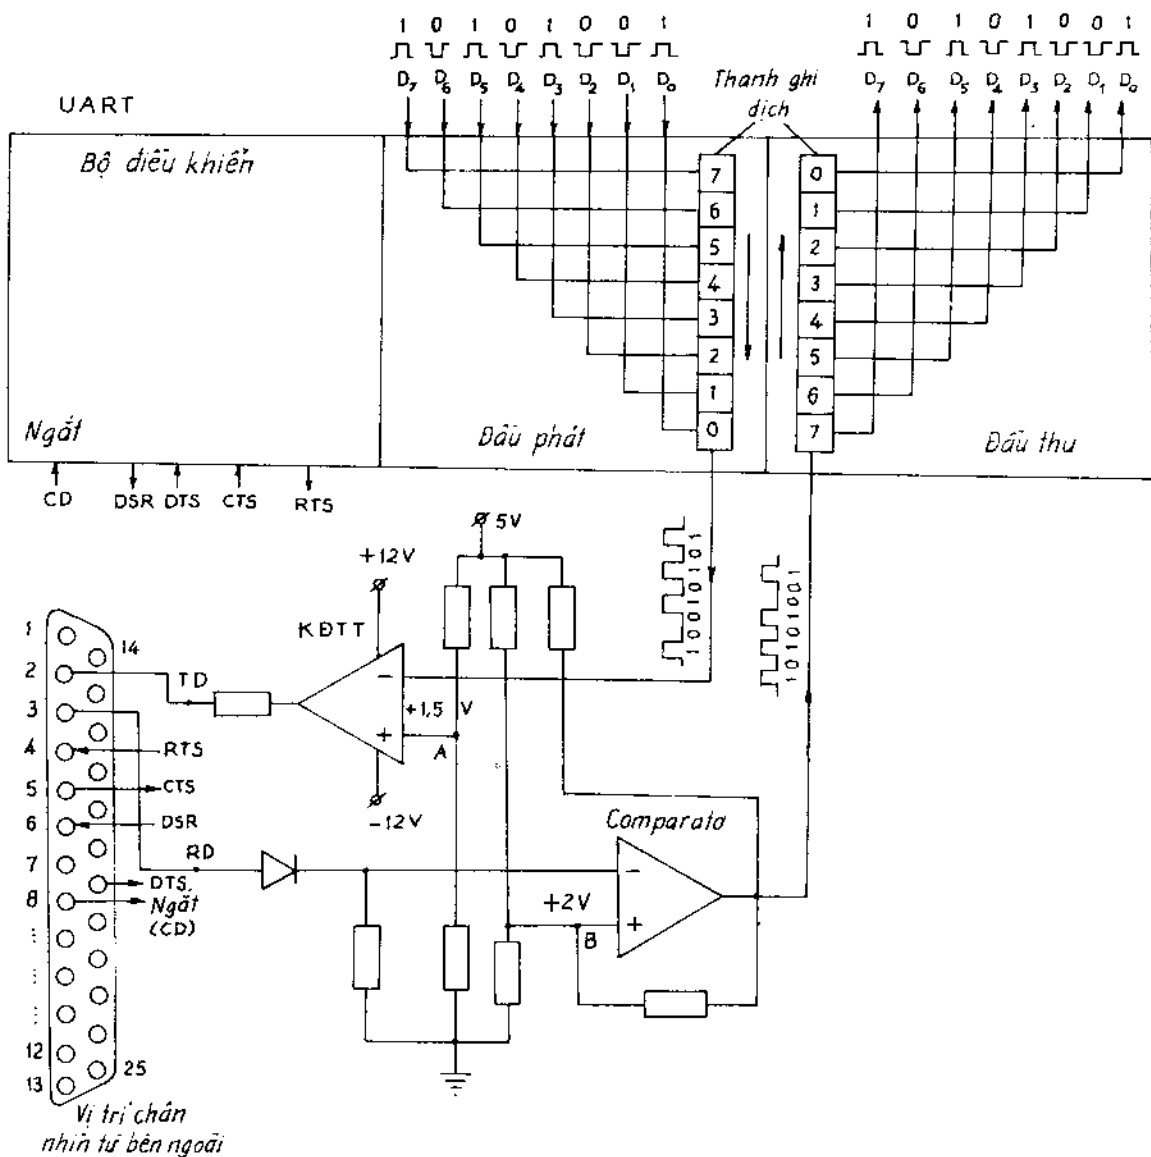 1 0 1 0 1 0 0 1
D7 D6 D5 D4 D3 D2 D1 D0
1 0 1 0 1 0 0 1
D7 D6 D5 D4 D3 D2 D1 D0
Thanh ghi
dịch
UART
Bộ điều khiển
Ngắt
Đầu phát
Đầu thu
7
6
5
4
3
2
1
0
0
1
2
3
4
5
6
7
CD DSR DTS CTS RTS
5V
+12V
KĐTT
10010101
10101001
1
2
3
4
5
6
7
8
⋮
⋮
⋮
12
13
14
25
TD
−
+1,5 V
+
A
RTS
CTS
DSR
−12V
RD
DTS
Ngắt
(CD)
Comparato
−
+2V
+
B
Vị trí chân
nhìn từ bên ngoài